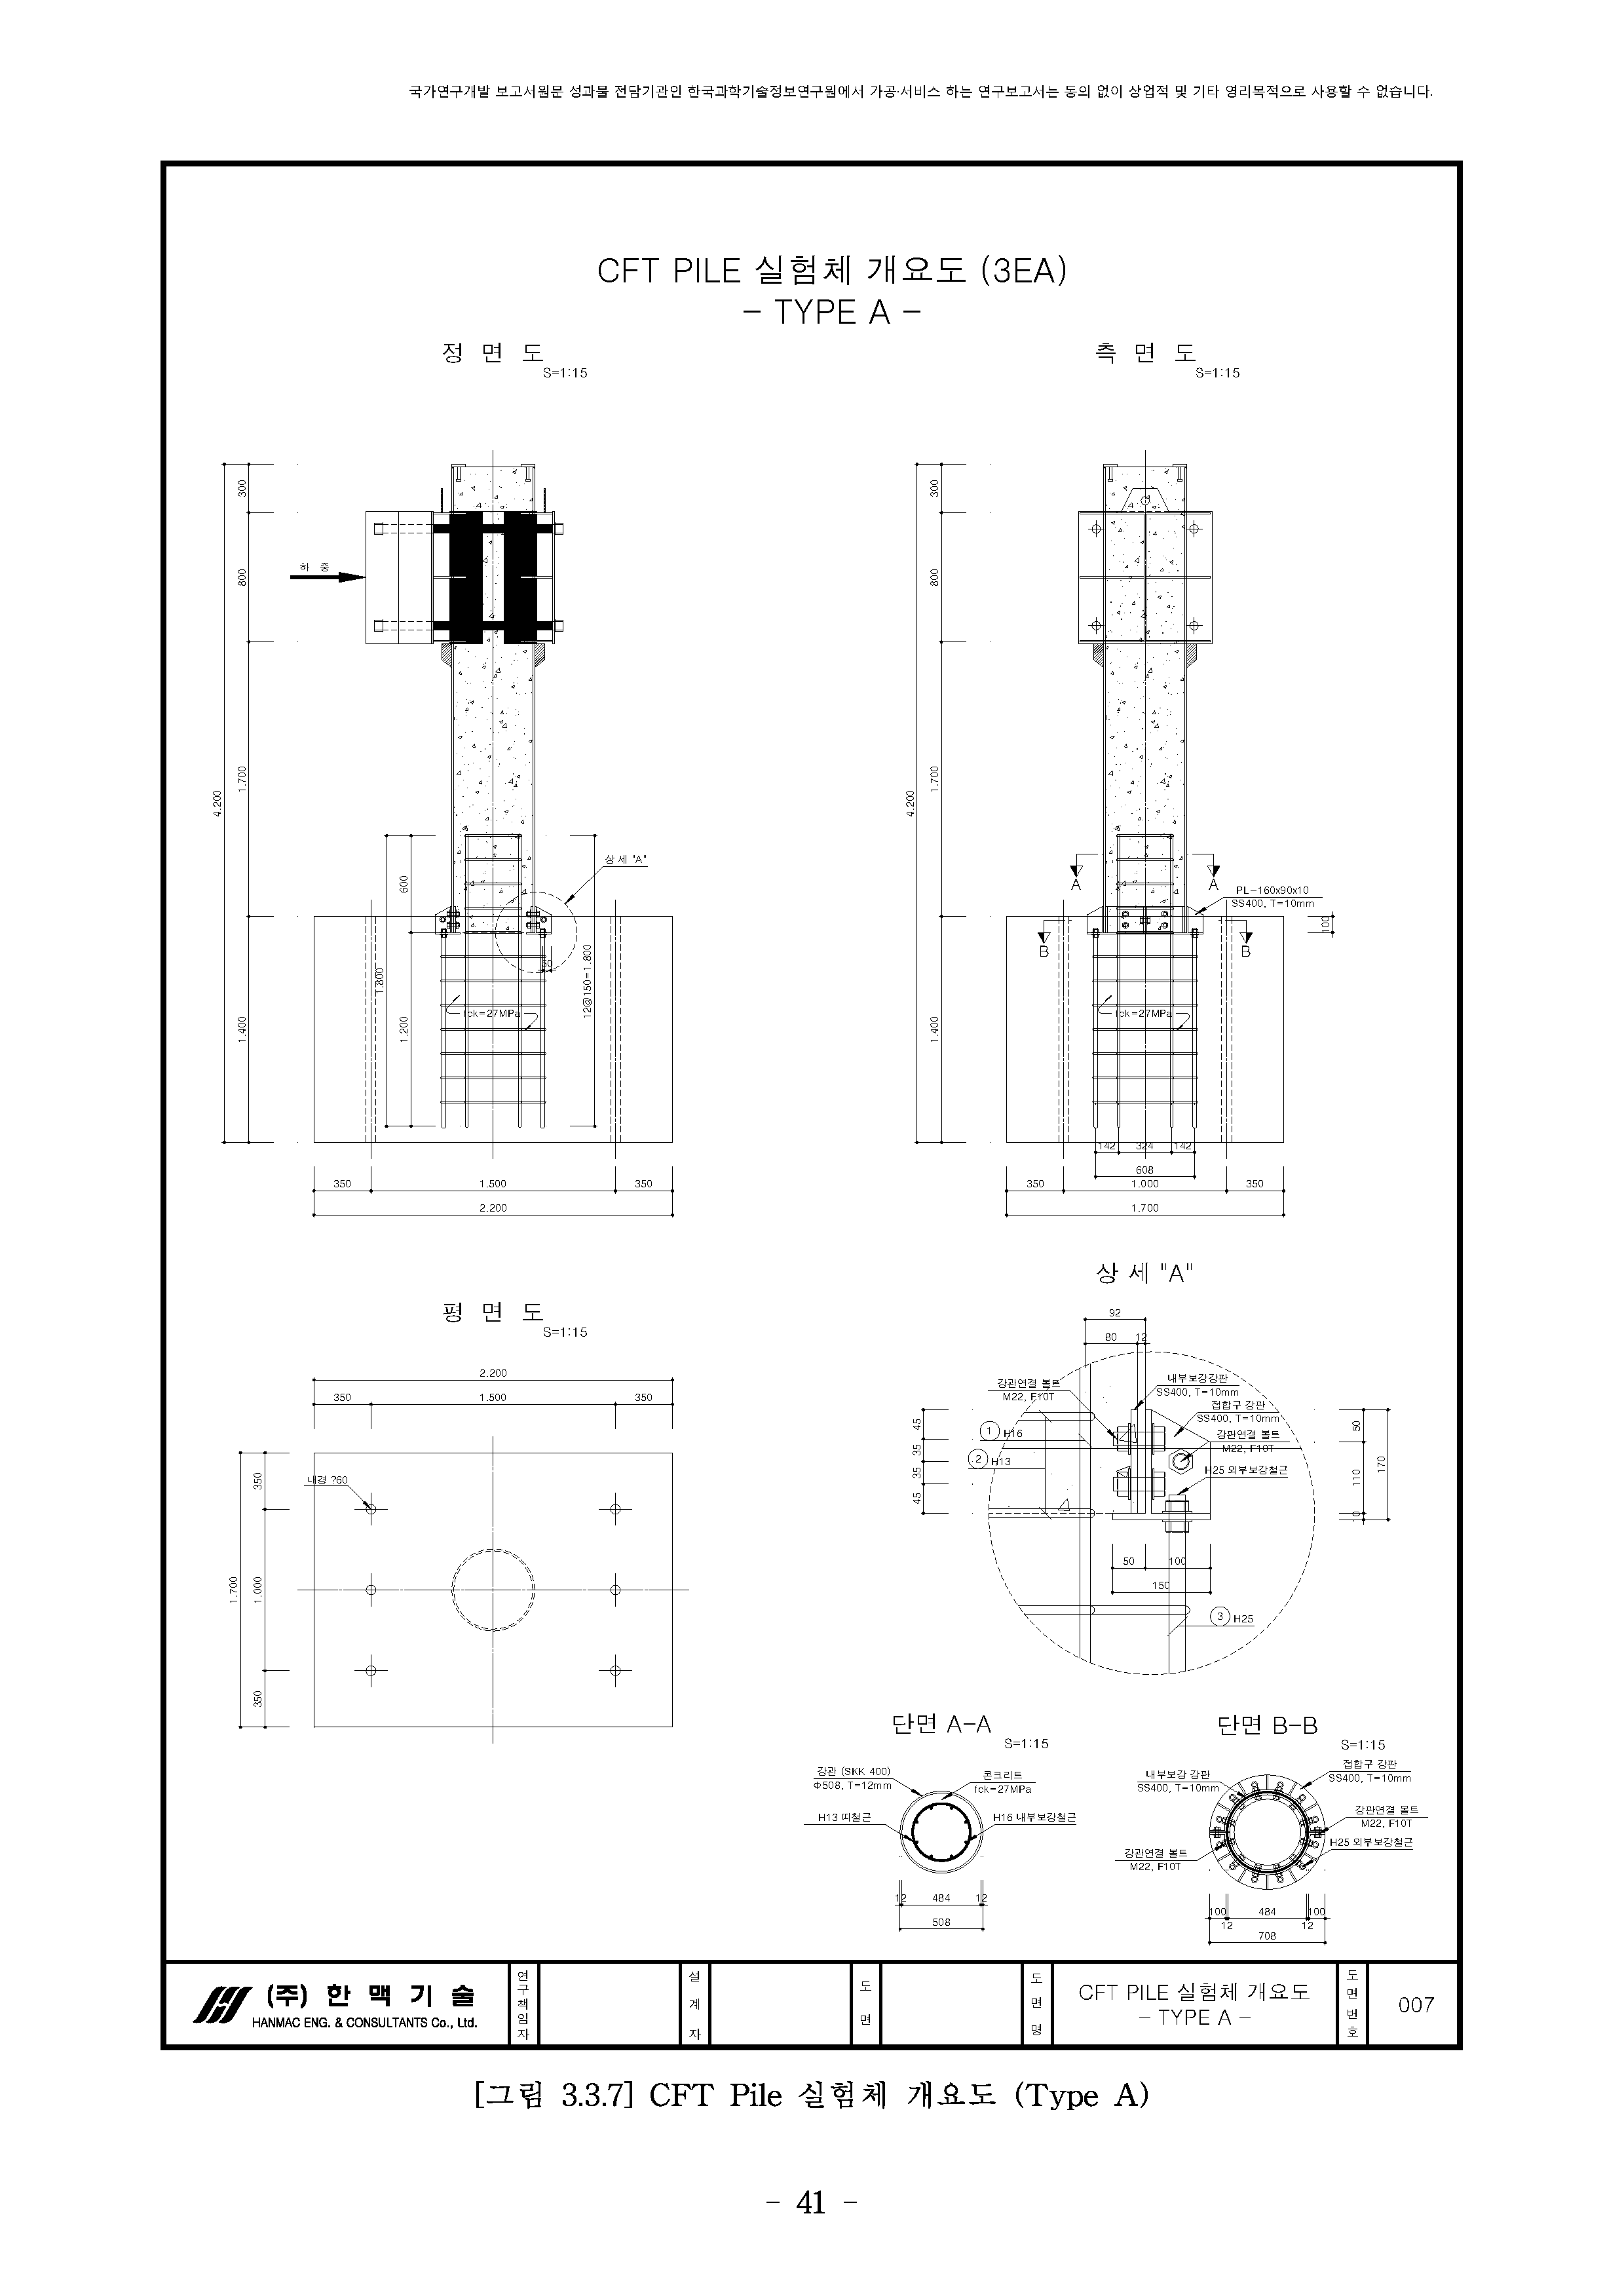 국가연구개발 보고서원문 성과물 전담기관인 한국과학기술정보연구원에서 가공·서비스 하는 연구보고서는 동의 없이 상업적 및 기타 영리목적으로 사용할 수 없습니다.
CFT PILE 실험체 개요도 (3EA)
- TYPE A -
정 면 도
S=1:15
300
800
1.700
1.400
4.200
하 중
600
1.200
1.800
12@150=1.800
상 세 "A"
50
fck=27MPa
350
1.500
350
2.200
측 면 도
S=1:15
300
800
1.700
1.400
4.200
A
A
PL-160x90x10
SS400, T=10mm
100
B
B
fck=27MPa
142
324
142
608
350
1.000
350
1.700
평 면 도
S=1:15
2.200
350
1.500
350
내경 ?60
350
1.000
350
1.700
상 세 "A"
92
80
12
강관연결 볼트
M22, F10T
내부보강강판
SS400, T=10mm
접합구 강판
SS400, T=10mm
강관연결 볼트
M22, F10T
H25 외부보강철근
1
H16
2
H13
45
35
35
45
50
110
10
170
50
100
150
3
H25
단면 A-A
S=1:15
강관 (SKK 400)
Φ508, T=12mm
콘크리트
fck=27MPa
H13 띠철근
H16 내부보강철근
12
484
12
508
단면 B-B
S=1:15
내부보강 강판
SS400, T=10mm
접합구 강판
SS400, T=10mm
강관연결 볼트
M22, F10T
H25 외부보강철근
강관연결 볼트
M22, F10T
100
484
100
12
12
708
(주) 한 맥 기 술
HANMAC ENG. & CONSULTANTS Co., Ltd.
연구책임자
설계자
도면
도면명
CFT PILE 실험체 개요도
- TYPE A -
도면번호
007
[그림 3.3.7] CFT Pile 실험체 개요도 (Type A)
- 41 -